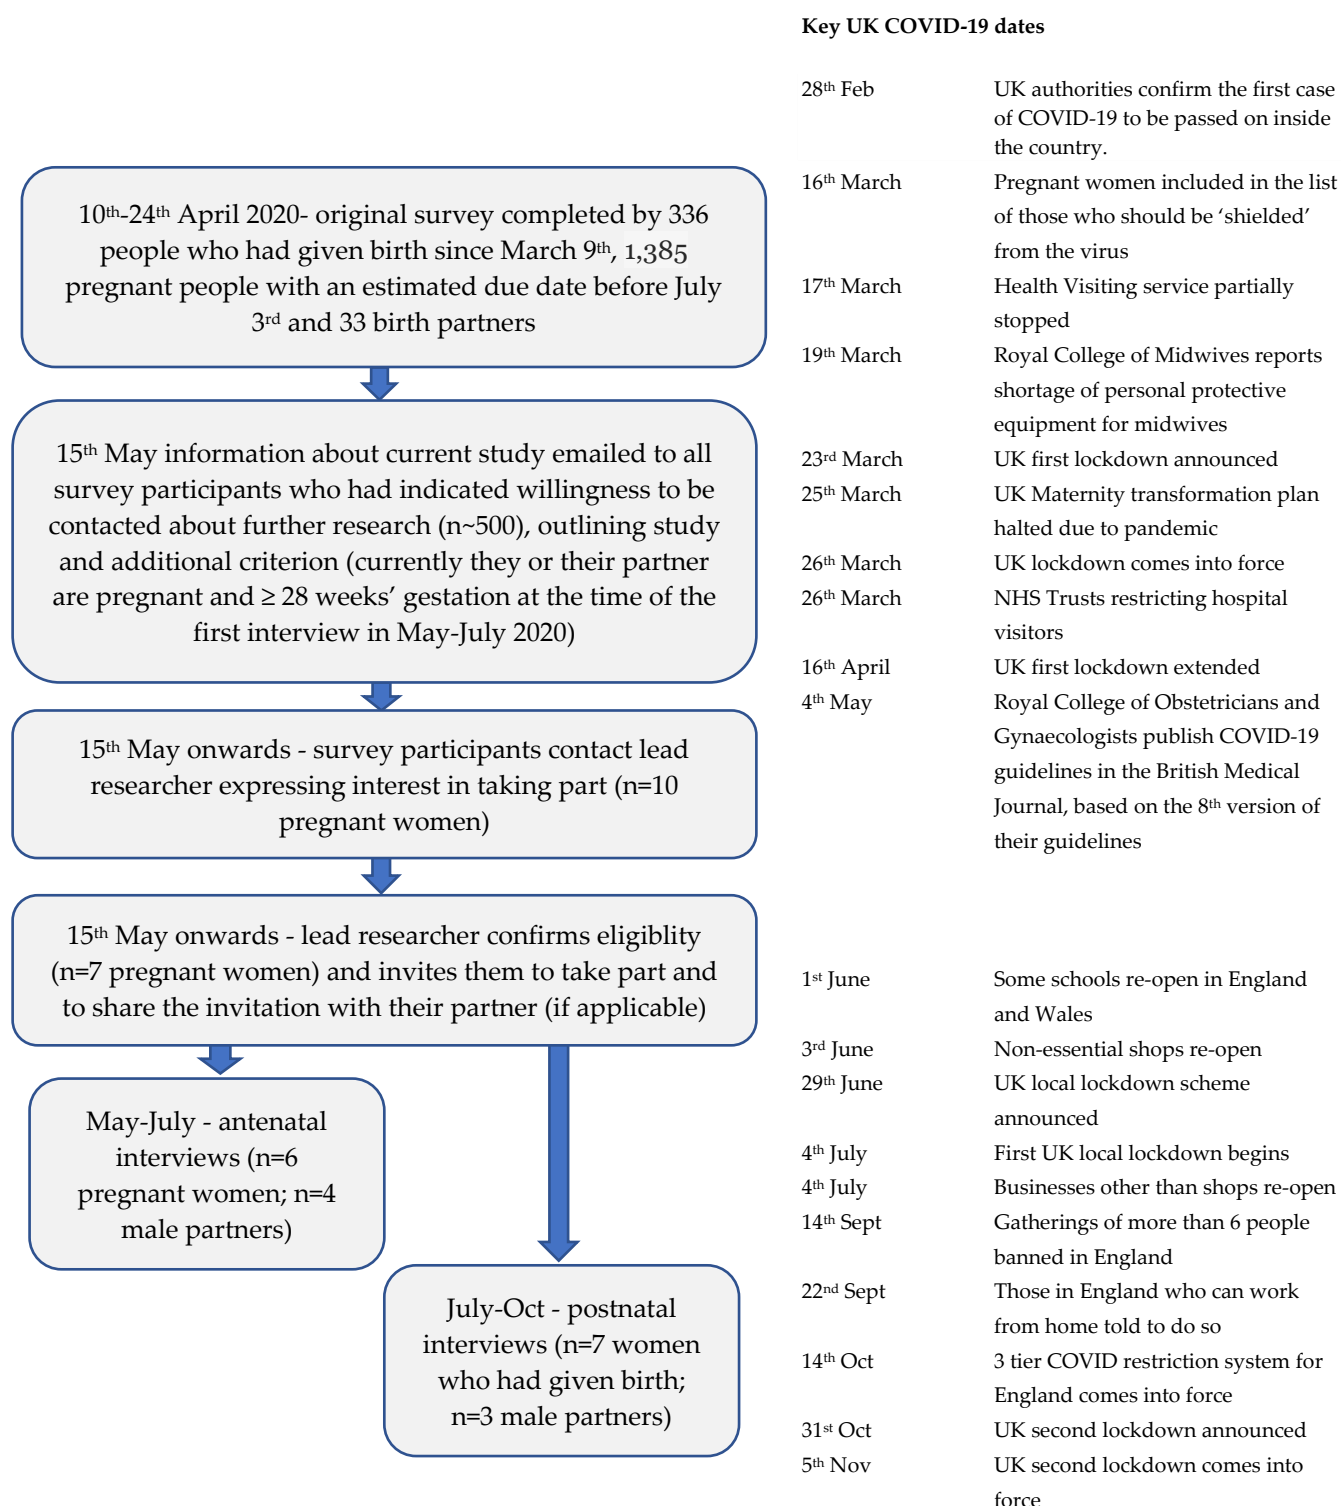 10th-24th April 2020- original survey completed by 336
people who had given birth since March 9th, 1,385
pregnant people with an estimated due date before July
3rd and 33 birth partners
15th May information about current study emailed to all
survey participants who had indicated willingness to be
contacted about further research (n~500), outlining study
and additional criterion (currently they or their partner
are pregnant and ≥ 28 weeks’ gestation at the time of the
first interview in May-July 2020)
15th May onwards - survey participants contact lead
researcher expressing interest in taking part (n=10
pregnant women)
15th May onwards - lead researcher confirms eligiblity
(n=7 pregnant women) and invites them to take part and
to share the invitation with their partner (if applicable)
May-July - antenatal
interviews (n=6
pregnant women; n=4
male partners)
July-Oct - postnatal
interviews (n=7 women
who had given birth;
n=3 male partners)
Key UK COVID-19 dates
28th Feb UK authorities confirm the first case
of COVID-19 to be passed on inside
the country.
16th March Pregnant women included in the list
of those who should be ‘shielded’
from the virus
17th March Health Visiting service partially
stopped
19th March Royal College of Midwives reports
shortage of personal protective
equipment for midwives
23rd March UK first lockdown announced
25th March UK Maternity transformation plan
halted due to pandemic
26th March UK lockdown comes into force
26th March NHS Trusts restricting hospital
visitors
16th April UK first lockdown extended
4th May Royal College of Obstetricians and
Gynaecologists publish COVID-19
guidelines in the British Medical
Journal, based on the 8th version of
their guidelines
1st June Some schools re-open in England
and Wales
3rd June Non-essential shops re-open
29th June UK local lockdown scheme
announced
4th July First UK local lockdown begins
4th July Businesses other than shops re-open
14th Sept Gatherings of more than 6 people
banned in England
22nd Sept Those in England who can work
from home told to do so
14th Oct 3 tier COVID restriction system for
England comes into force
31st Oct UK second lockdown announced
5th Nov UK second lockdown comes into
force